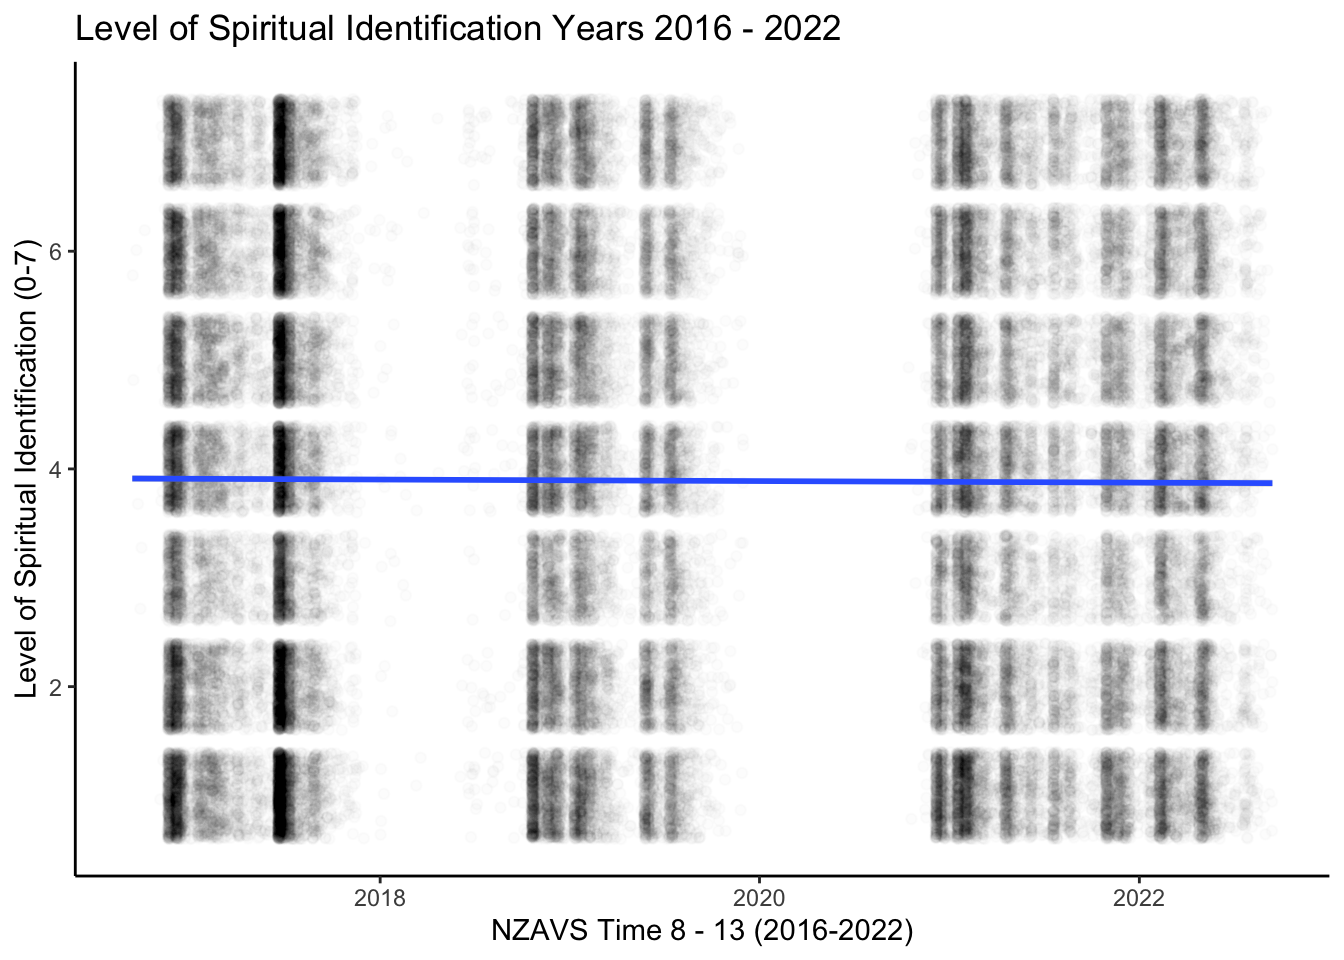 Level of Spiritual Identification Years 2016 - 2022
Level of Spiritual Identification (0-7)
6
4
2
2018
2020
2022
NZAVS Time 8 - 13 (2016-2022)